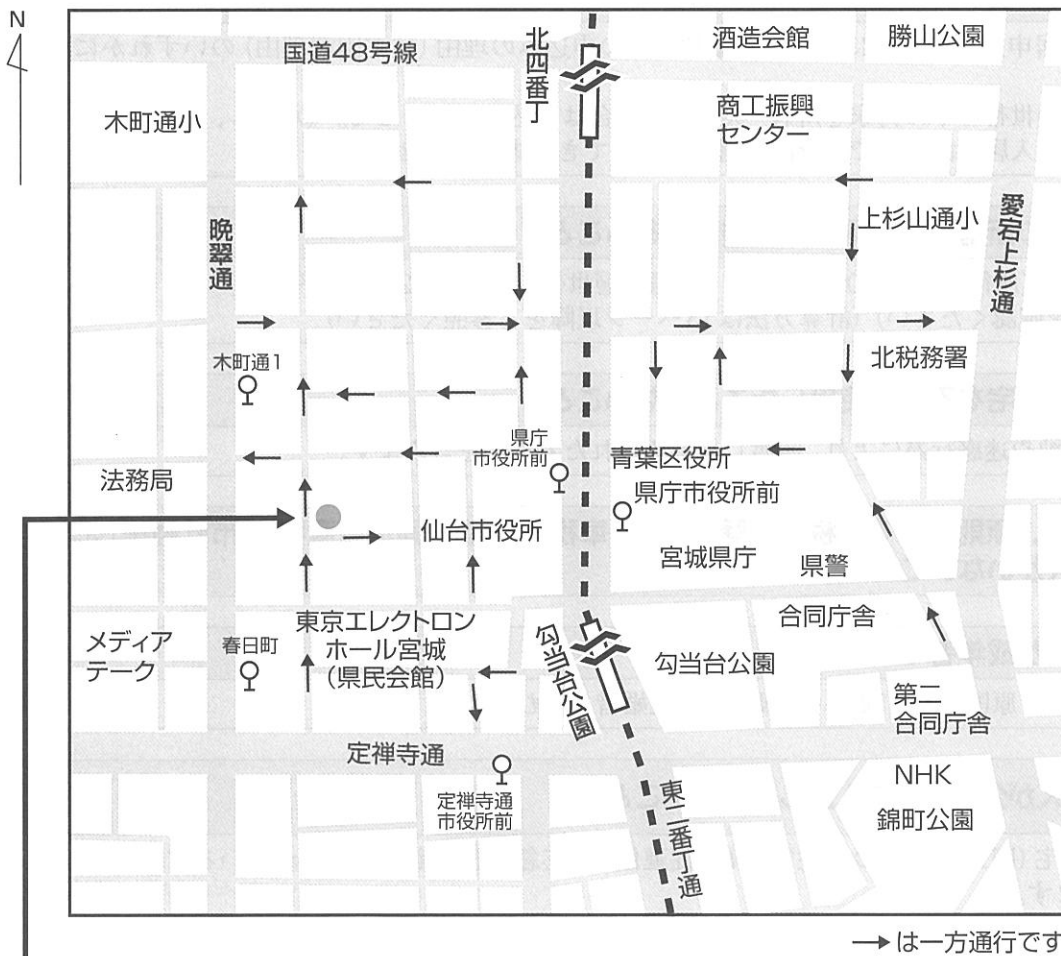 N
国道48号線
北四番丁
酒造会館
勝山公園
木町通小
商工振興
センター
晩翠通
上杉山通小
愛宕上杉通
木町通1
北税務署
県庁
市役所前
青葉区役所
法務局
県庁市役所前
仙台市役所
宮城県庁
県警
東京エレクトロン
ホール宮城
(県民会館)
合同庁舎
メディア
テーク
春日町
勾当台公園
勾当台公園
第二
合同庁舎
定禅寺通
NHK
定禅寺通
市役所前
東二番丁通
錦町公園
→は一方通行です